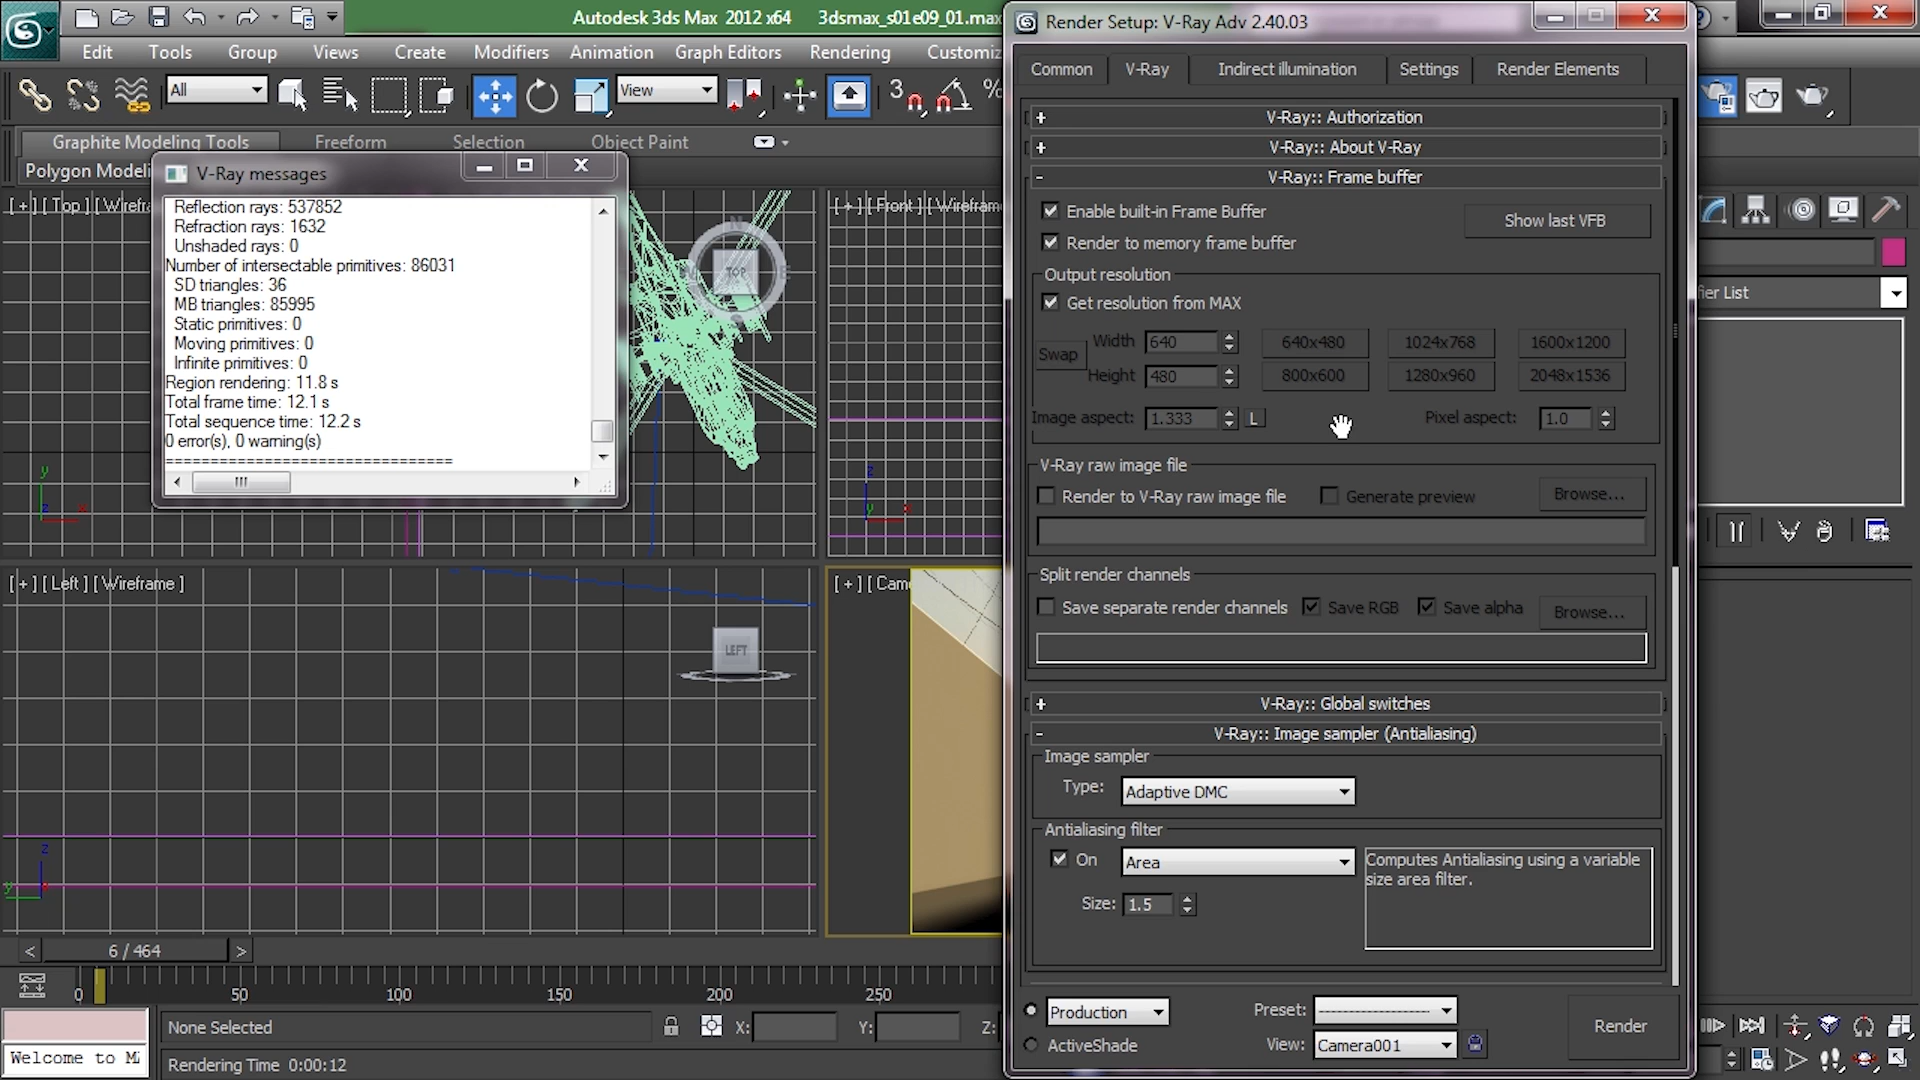 Autodesk 3ds Max 2012 x64 3dsmax_s01e09_01.max
Edit Tools Group Views Create Modifiers Animation Graph Editors Rendering Customiz
All
View
3
%
Graphite Modeling Tools Freeform Selection Object Paint
Polygon Modeli
[ + ] [ Top ] [ Wirefra
[ + ] [ Front ] [ Wirefram
TOP
N
V-Ray messages
Reflection rays: 537852
Refraction rays: 1632
Unshaded rays: 0
Number of intersectable primitives: 86031
SD triangles: 36
MB triangles: 85995
Static primitives: 0
Moving primitives: 0
Infinite primitives: 0
Region rendering: 11.8 s
Total frame time: 12.1 s
Total sequence time: 12.2 s
0 error(s), 0 warning(s)
================================
y
z
x
z
y
x
[ + ] [ Left ] [ Wireframe ]
[ + ] [ Cam
LEFT
z
y
< 6 / 464 >
0 50 100 150 200 250
None Selected
X: Y: Z:
Welcome to M
Rendering Time 0:00:12
Render Setup: V-Ray Adv 2.40.03
Common V-Ray Indirect illumination Settings Render Elements
+ V-Ray:: Authorization
+ V-Ray:: About V-Ray
- V-Ray:: Frame buffer
Enable built-in Frame Buffer
Show last VFB
Render to memory frame buffer
Output resolution
Get resolution from MAX
Swap
Width 640 640x480 1024x768 1600x1200
Height 480 800x600 1280x960 2048x1536
Image aspect: 1.333 L Pixel aspect: 1.0
V-Ray raw image file
Render to V-Ray raw image file Generate preview Browse...
Split render channels
Save separate render channels Save RGB Save alpha Browse...
+ V-Ray:: Global switches
- V-Ray:: Image sampler (Antialiasing)
Image sampler
Type: Adaptive DMC
Antialiasing filter
On Area
Computes Antialiasing using a variable
size area filter.
Size: 1.5
Production Preset: --------------------
ActiveShade View: Camera001
Render
fier List